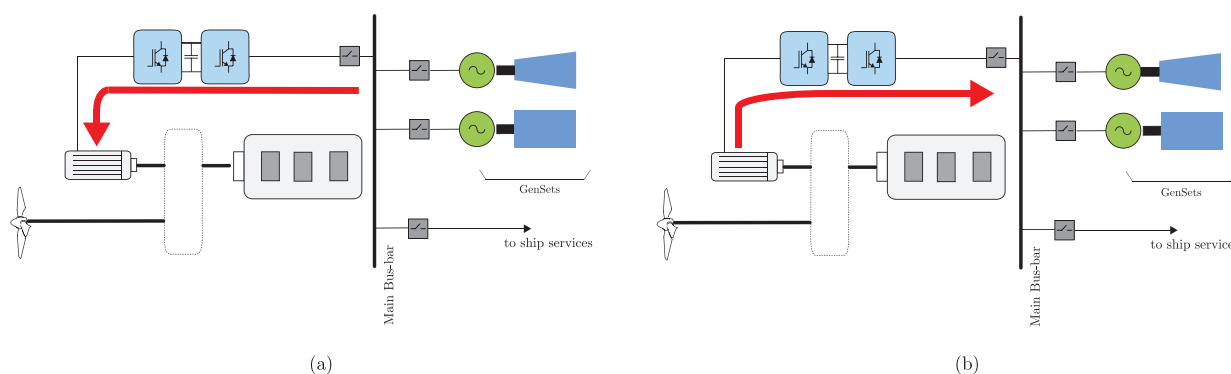 GenSets
to ship services
Main Bus-bar
(a)
GenSets
to ship service
Main Bus-bar
(b)